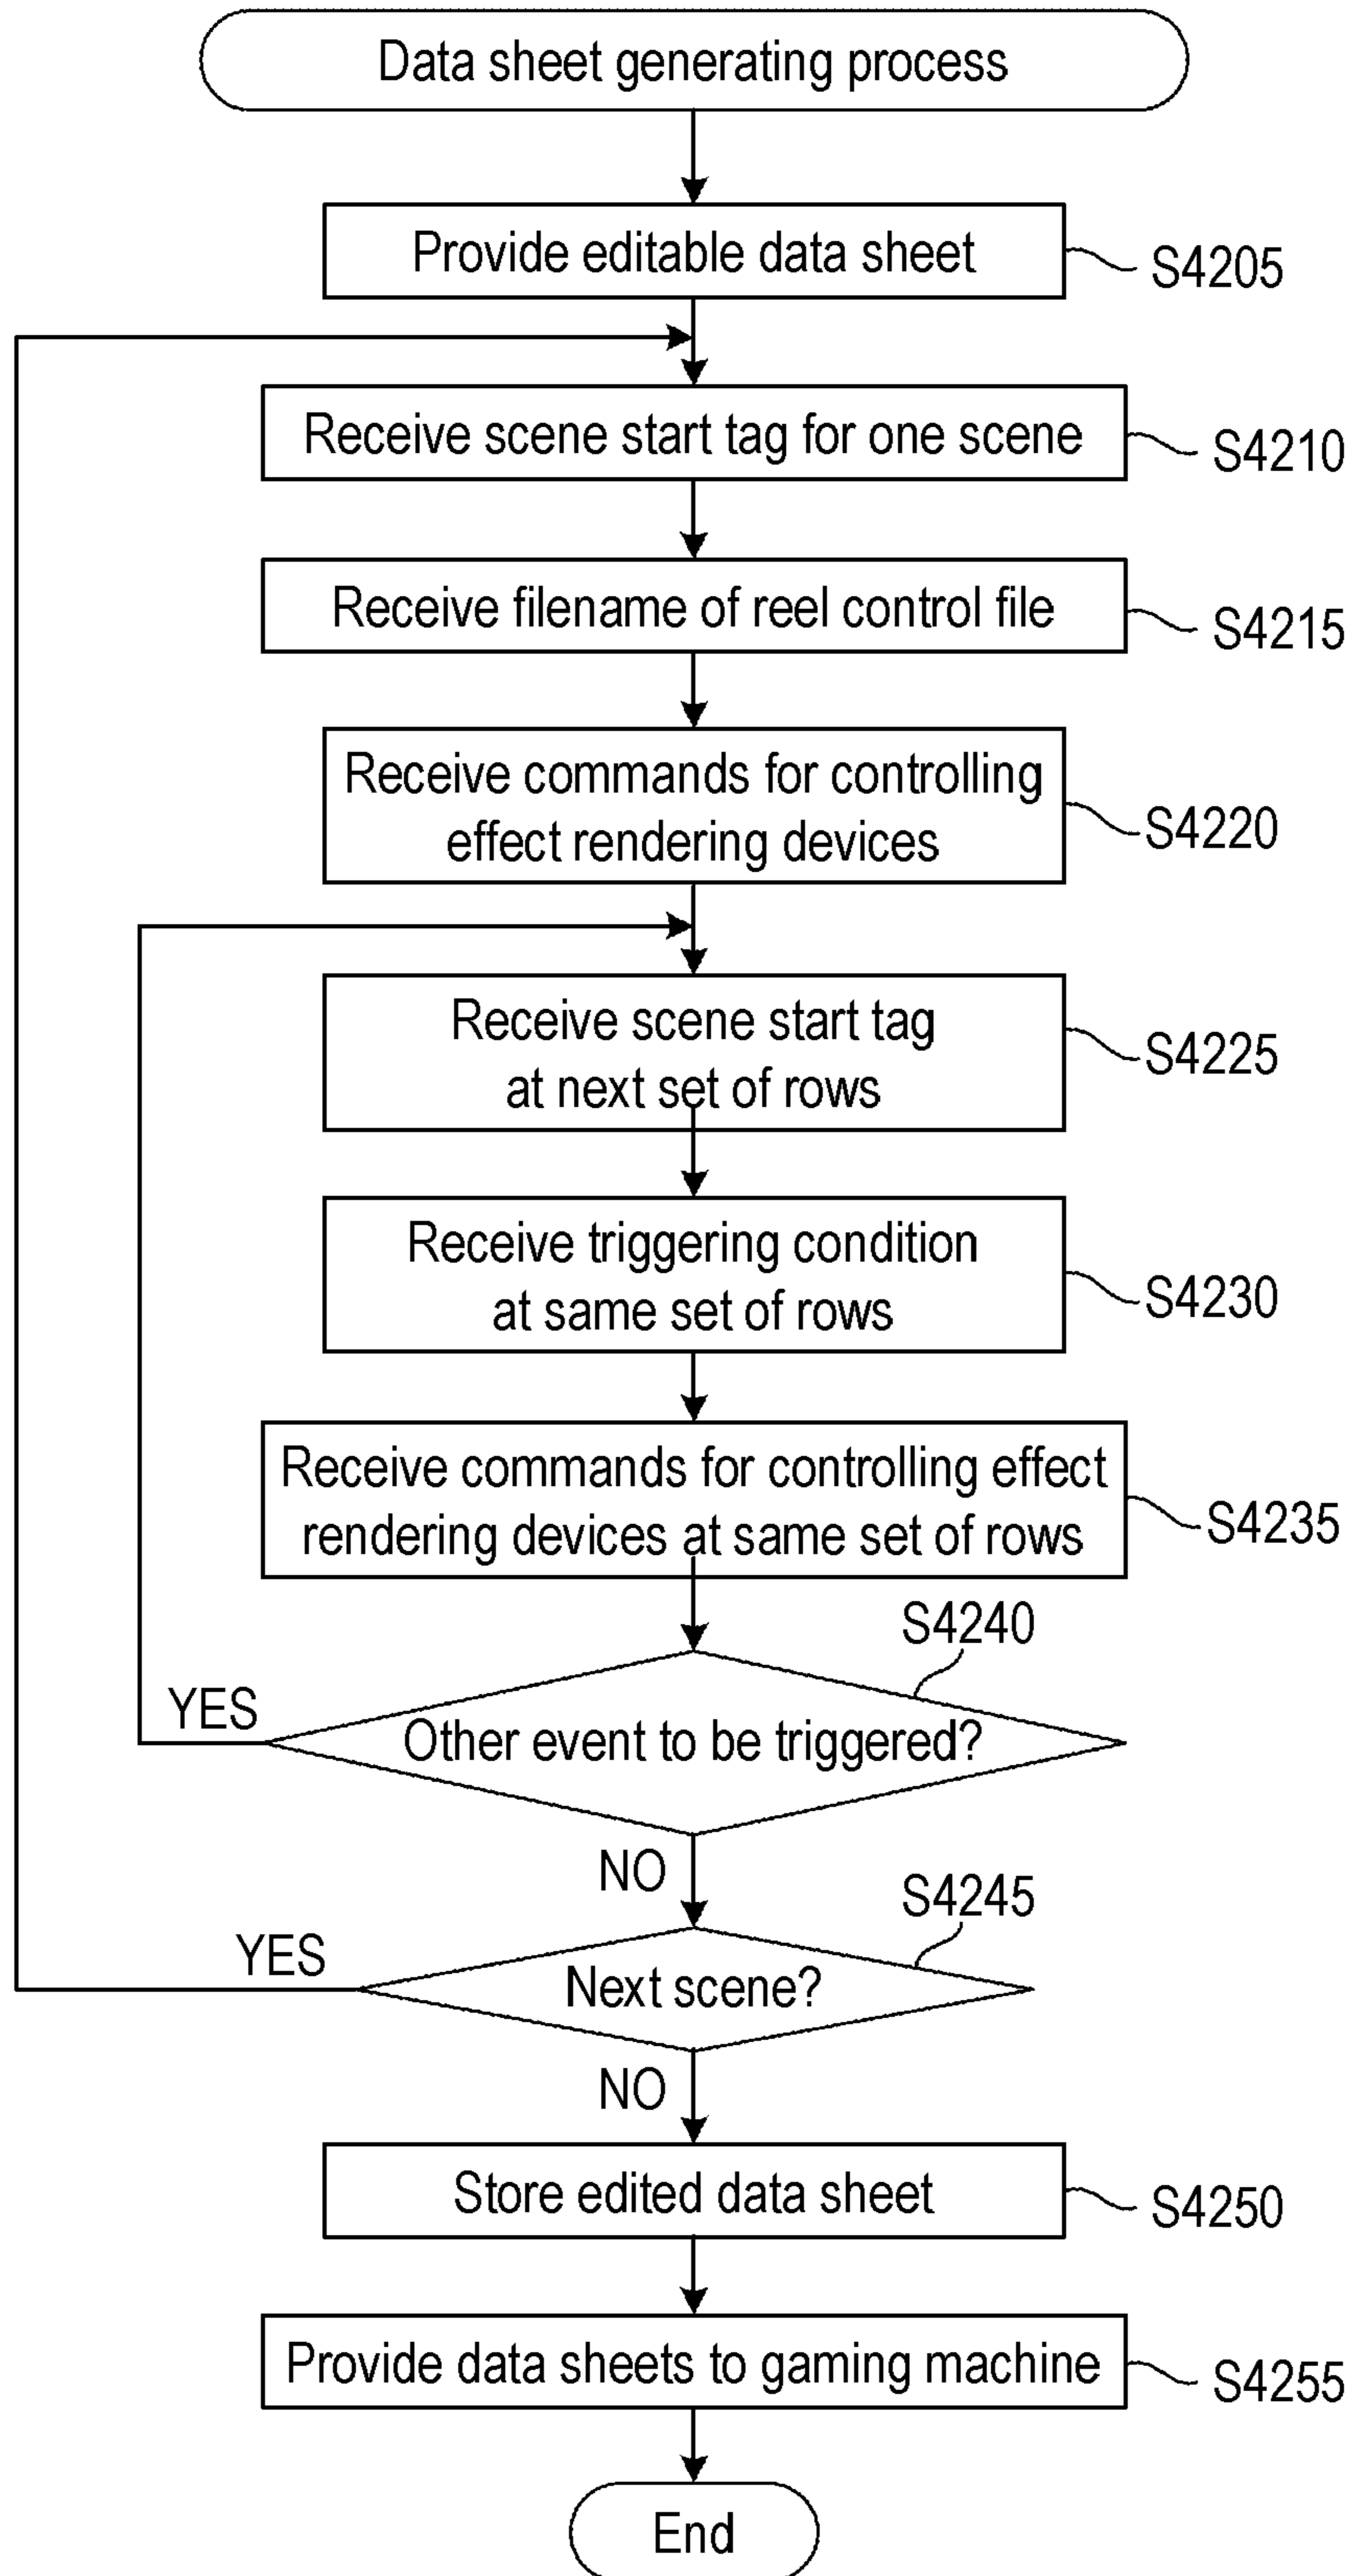 Data sheet generating process
Provide editable data sheet
S4205
Receive scene start tag for one scene
S4210
Receive filename of reel control file
S4215
Receive commands for controlling
effect rendering devices
S4220
Receive scene start tag
at next set of rows
S4225
Receive triggering condition
at same set of rows
S4230
Receive commands for controlling effect
rendering devices at same set of rows
S4235
S4240
YES
Other event to be triggered?
NO
S4245
YES
Next scene?
NO
Store edited data sheet
S4250
Provide data sheets to gaming machine
S4255
End